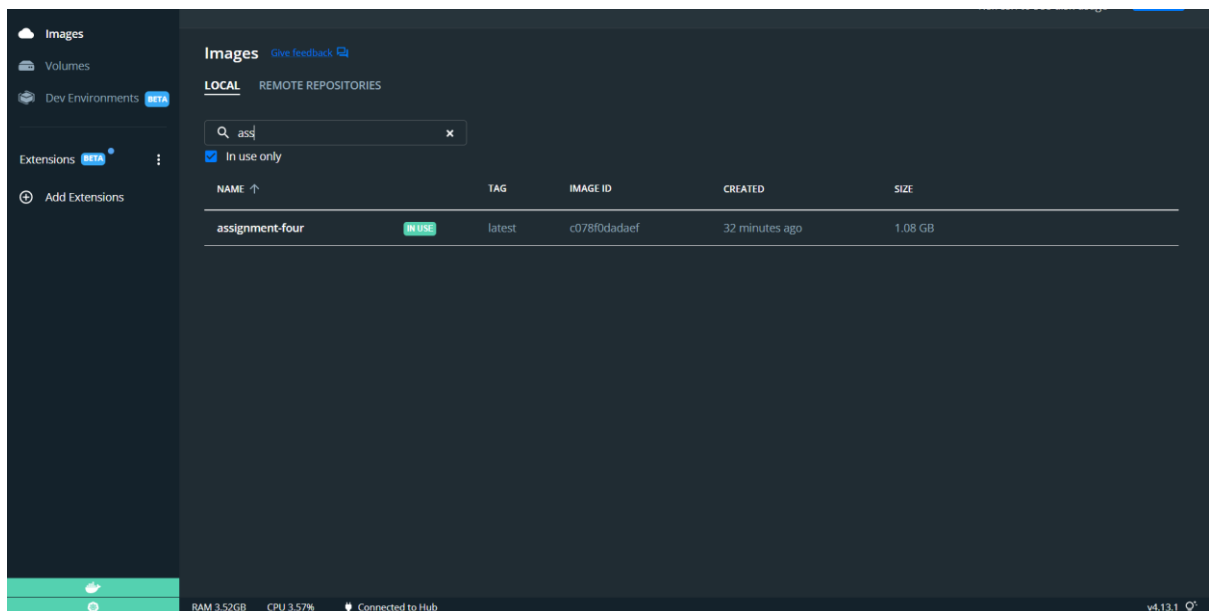 Images
Volumes
Dev Environments BETA
Extensions BETA
Add Extensions
Images Give feedback
LOCAL REMOTE REPOSITORIES
ass
In use only
NAME TAG IMAGE ID CREATED SIZE
assignment-four IN USE latest c078f0dadaef 32 minutes ago 1.08 GB
RAM 3.52GB CPU 3.57% Connected to Hub v4.13.1